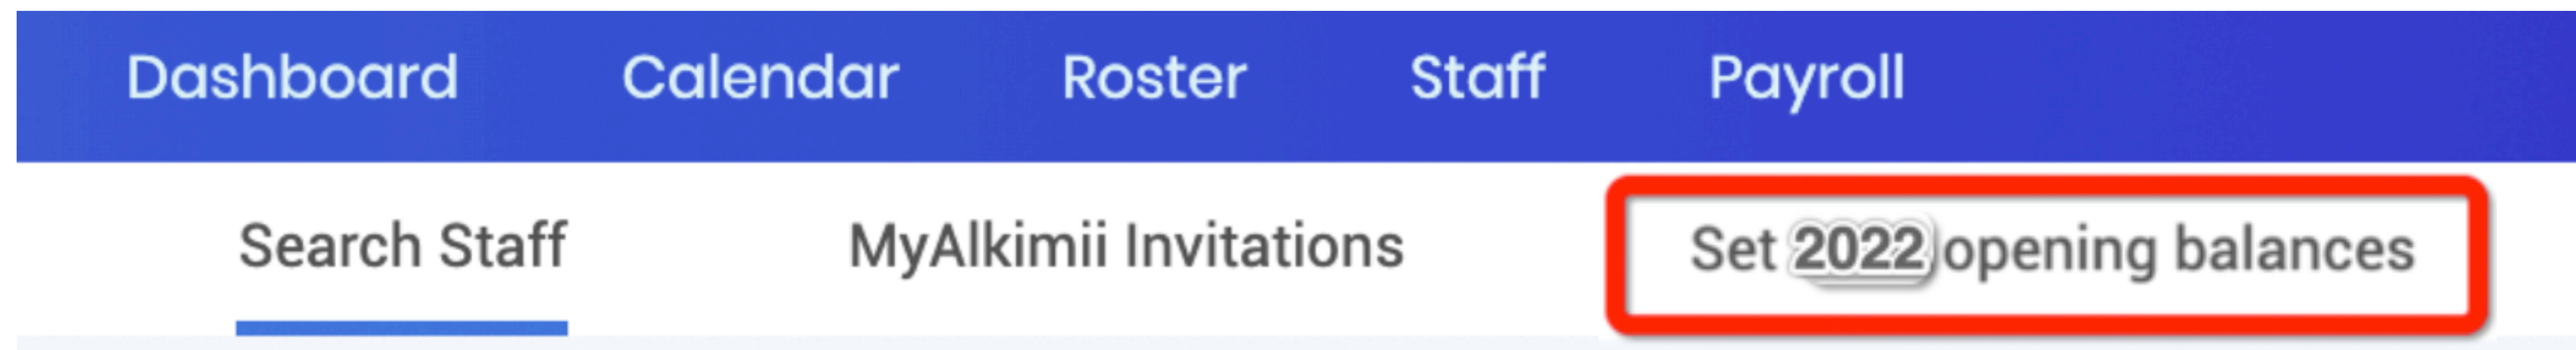 Dashboard Calendar Roster Staff Payroll
Search Staff MyAlkimii Invitations Set 2022 opening balances